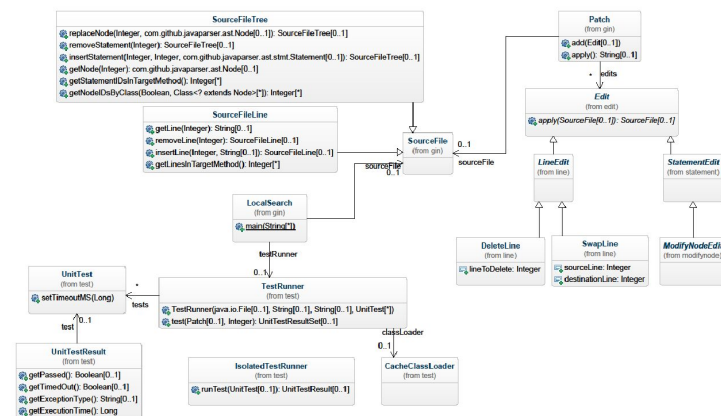 SourceFileTree
replaceNode(Integer, com.github.javaparser.ast.Node[0..1]): SourceFileTree[0..1]
removeStatement(Integer): SourceFileTree[0..1]
insertStatement(Integer, Integer, com.github.javaparser.ast.stmt.Statement[0..1]): SourceFileTree[0..1]
getNode(Integer): com.github.javaparser.ast.Node[0..1]
getStatementIDsInTargetMethod(): Integer[*]
getNodeIDsByClass(Boolean, Class<? extends Node>[*]): Integer[*]
Patch
(from gin)
add(Edit[0..1])
apply(): String[0..1]
* edits
Edit
(from edit)
apply(SourceFile[0..1]): SourceFile[0..1]
SourceFileLine
getLine(Integer): String[0..1]
removeLine(Integer): SourceFileLine[0..1]
insertLine(Integer, String[0..1]): SourceFileLine[0..1]
getLinesInTargetMethod(): Integer[*]
SourceFile
(from gin)
0..1
sourceFile
sourceFile
0..1
LineEdit
(from line)
StatementEdit
(from statement)
LocalSearch
(from gin)
main(String[*])
testRunner
0..1
DeleteLine
(from line)
lineToDelete: Integer
SwapLine
(from line)
sourceLine: Integer
destinationLine: Integer
ModifyNodeEdit
(from modifynode)
UnitTest
(from test)
setTimeoutMS(Long)
*
tests
TestRunner
(from test)
TestRunner(java.io.File[0..1], String[0..1], String[0..1], UnitTest[*])
test(Patch[0..1], Integer): UnitTestResultSet[0..1]
test
0..1
classLoader
0..1
UnitTestResult
(from test)
getPassed(): Boolean[0..1]
getTimedOut(): Boolean[0..1]
getExceptionType(): String[0..1]
getExecutionTime(): Long
IsolatedTestRunner
(from test)
runTest(UnitTest[0..1]): UnitTestResult[0..1]
CacheClassLoader
(from test)